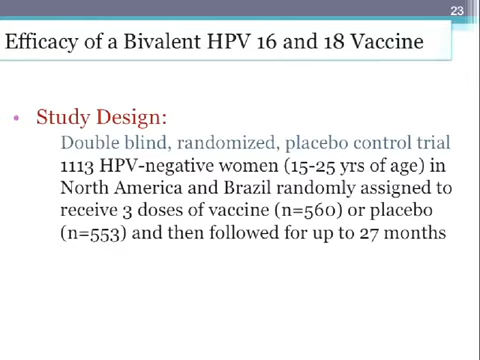 23
Efficacy of a Bivalent HPV 16 and 18 Vaccine
• Study Design:
Double blind, randomized, placebo control trial
1113 HPV-negative women (15-25 yrs of age) in
North America and Brazil randomly assigned to
receive 3 doses of vaccine (n=560) or placebo
(n=553) and then followed for up to 27 months